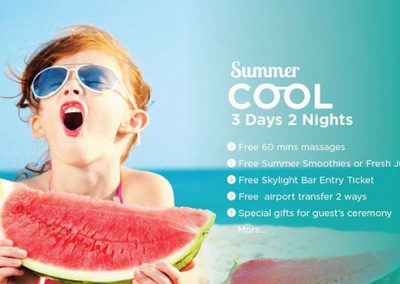 Summer
COOL
3 Days 2 Nights
Free 60 mins massages
Free Summer Smoothies or Fresh
Free Skylight Bar Entry Ticket
Free airport transfer 2 ways
Special gifts for guest's ceremony
More...